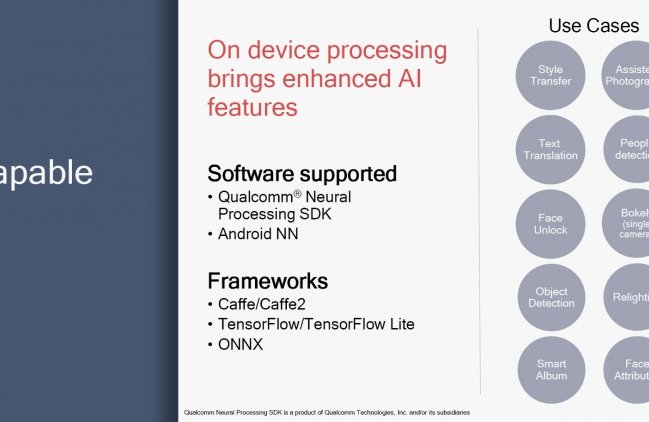 apable
On device processing
brings enhanced AI
features
Software supported
• Qualcomm® Neural
Processing SDK
• Android NN
Frameworks
• Caffe/Caffe2
• TensorFlow/TensorFlow Lite
• ONNX
Use Cases
Style
Transfer
Assiste
Photogra
Text
Translation
People
detectio
Face
Unlock
Bokeh
(single
camera
Object
Detection
Relighti
Smart
Album
Face
Attribut
Qualcomm Neural Processing SDK is a product of Qualcomm Technologies, Inc. and/or its subsidiaries